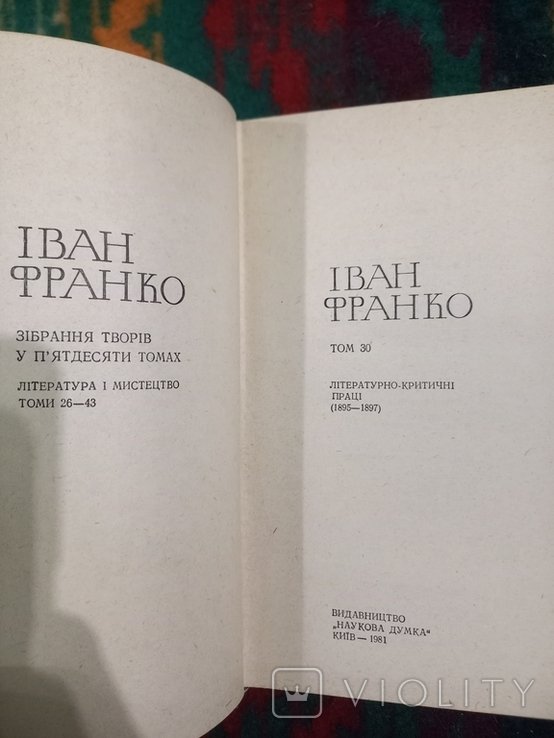 ІВАН
ФРАНКО
ЗІБРАННЯ ТВОРІВ
У П'ЯТДЕСЯТИ ТОМАХ
ЛІТЕРАТУРА І МИСТЕЦТВО
ТОМИ 26—43
ІВАН
ФРАНКО
ТОМ 30
ЛІТЕРАТУРНО-КРИТИЧНІ
ПРАЦІ
(1895—1897)
ВИДАВНИЦТВО
„НАУКОВА ДУМКА“
КИЇВ — 1981
VIOLITY